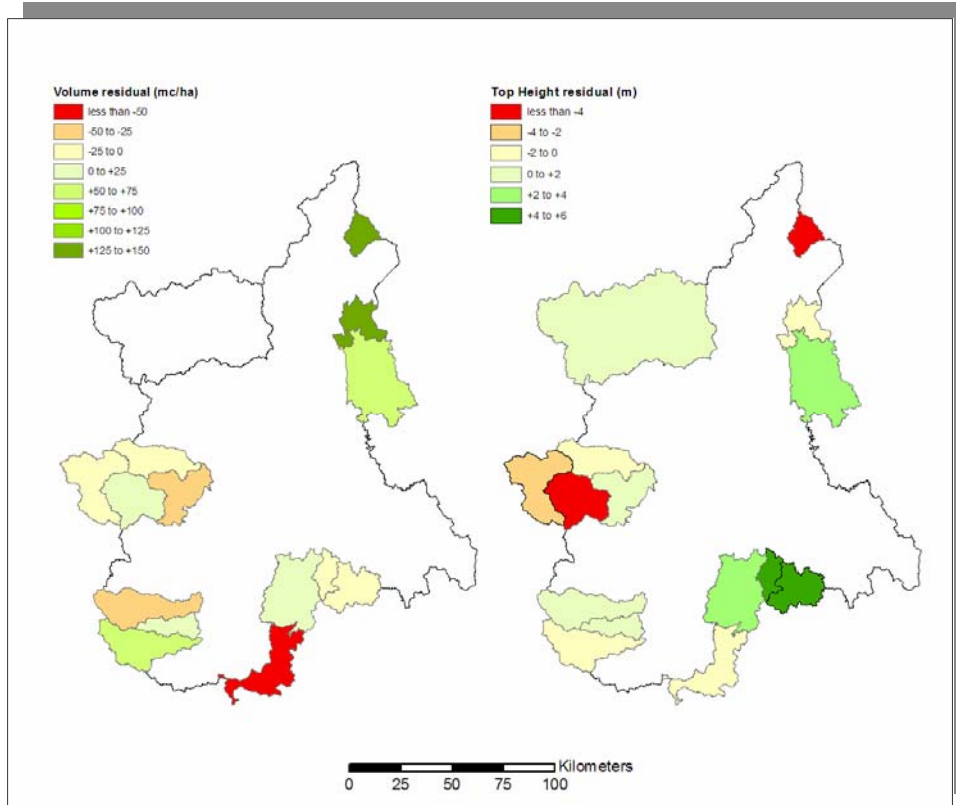 Volume residual (mc/ha)
less than -50
-50 to -25
-25 to 0
0 to +25
+50 to +75
+75 to +100
+100 to +125
+125 to +150
Top Height residual (m)
less than -4
-4 to -2
-2 to 0
0 to +2
+2 to +4
+4 to +6
Kilometers
0 25 50 75 100